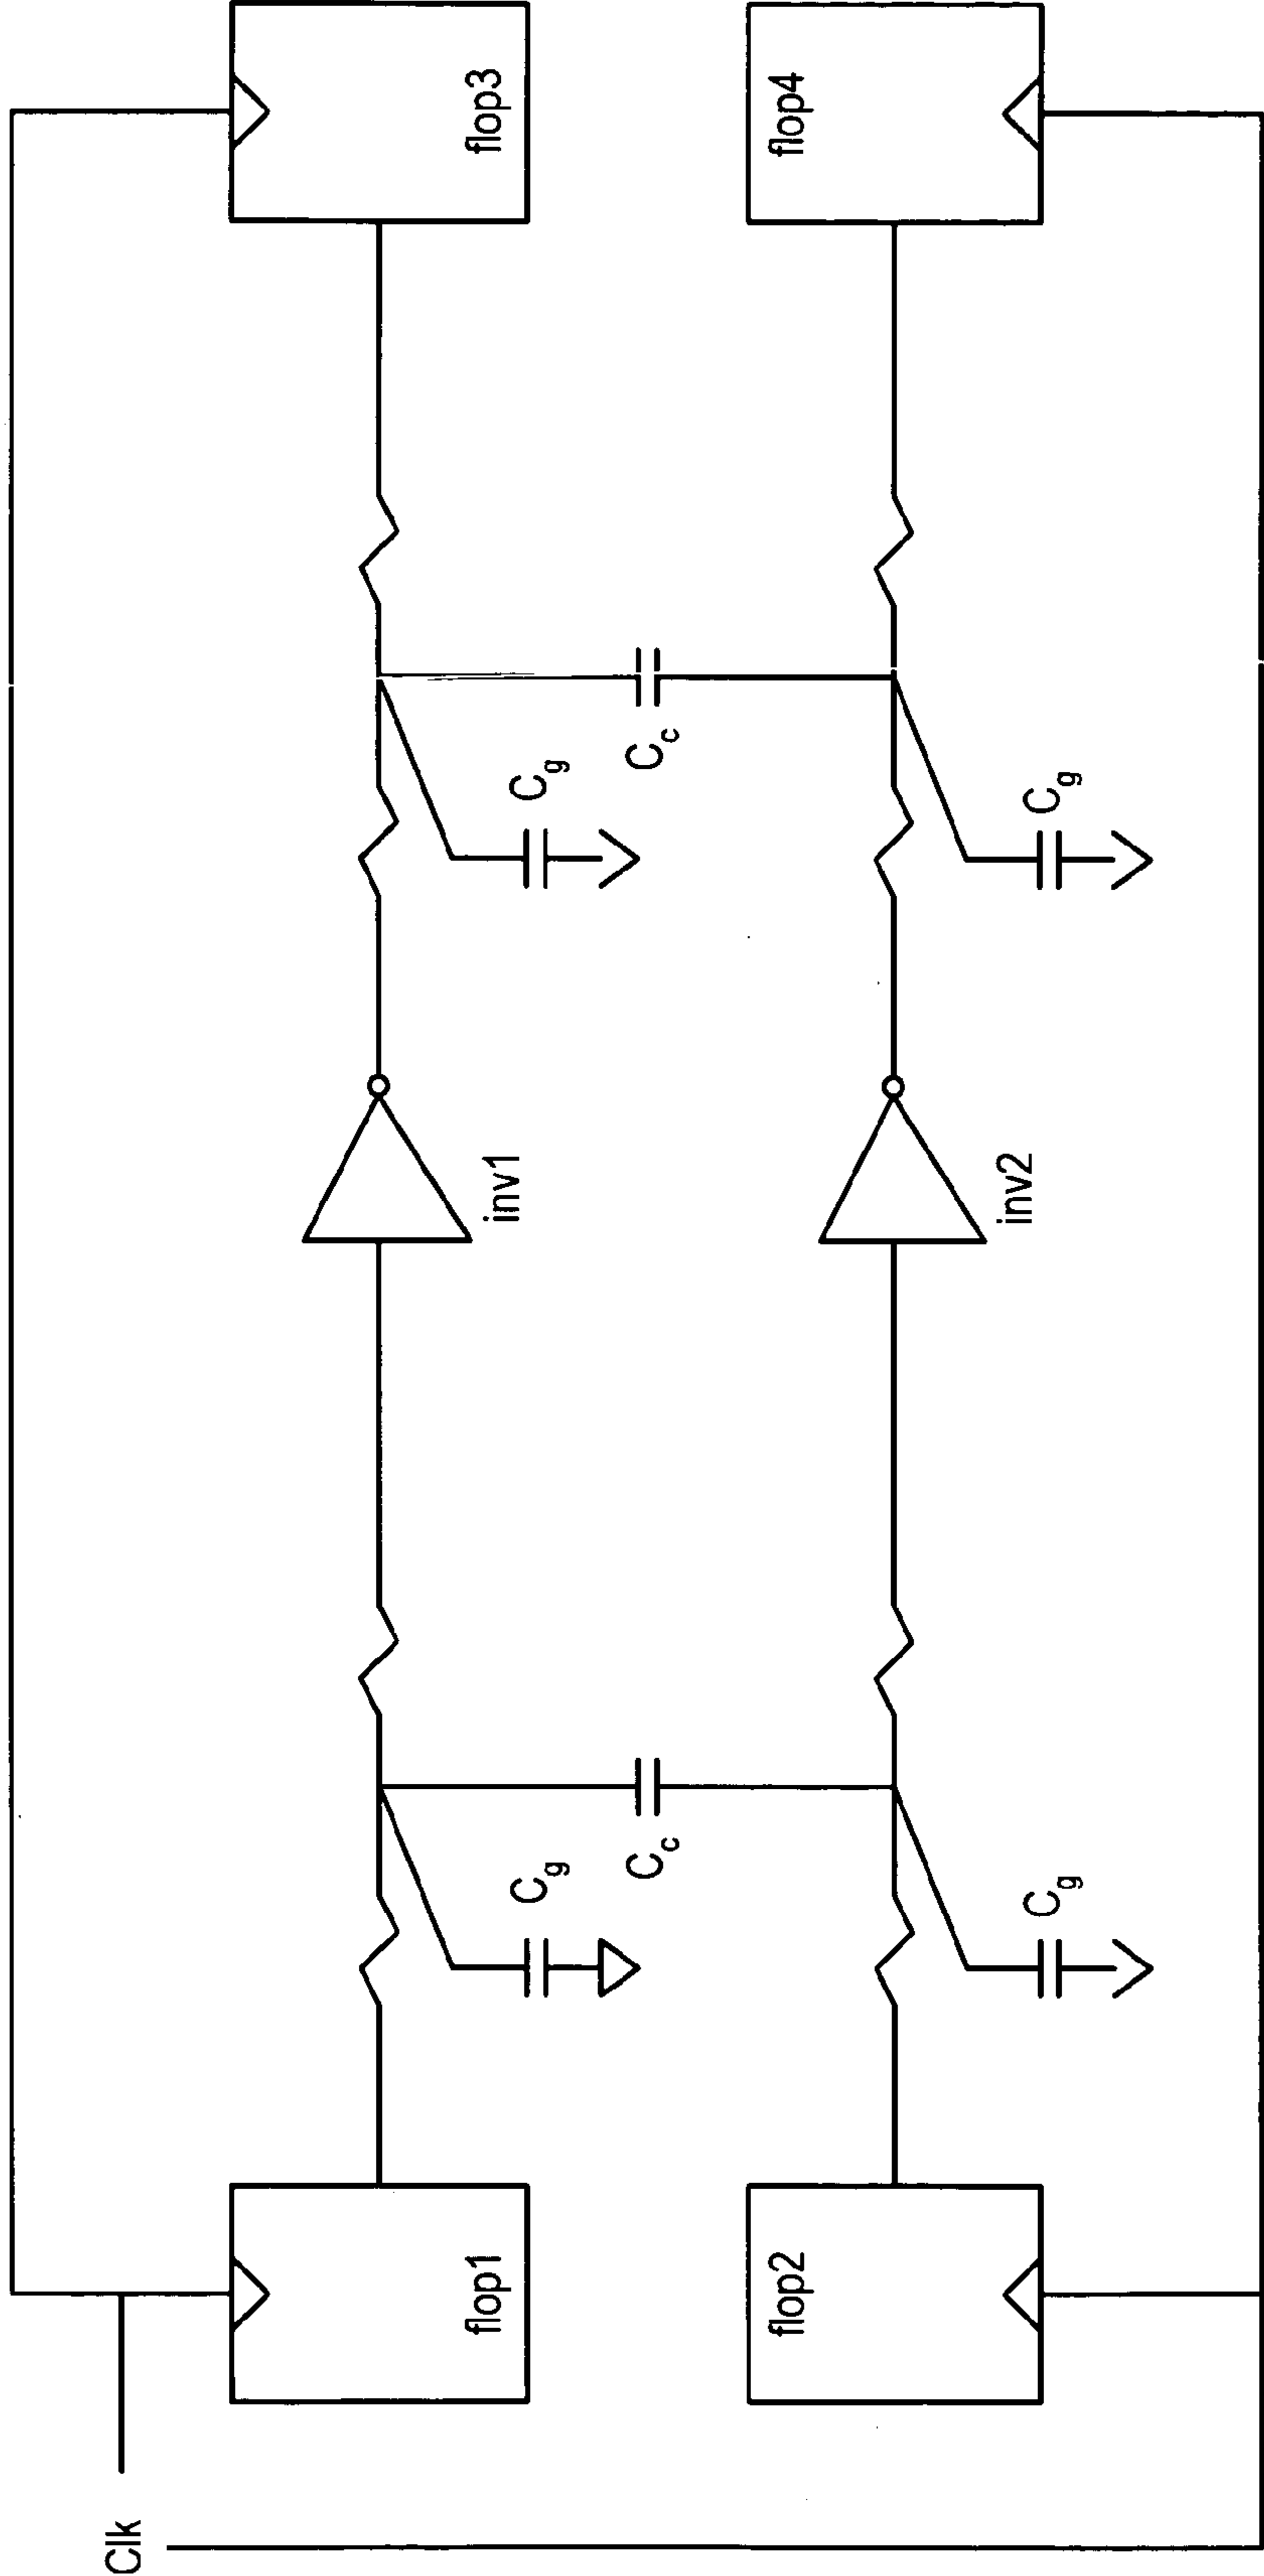 Clk
flop1
flop3
inv1
C_g
C_g
C_c
C_c
flop2
flop4
inv2
C_g
C_g